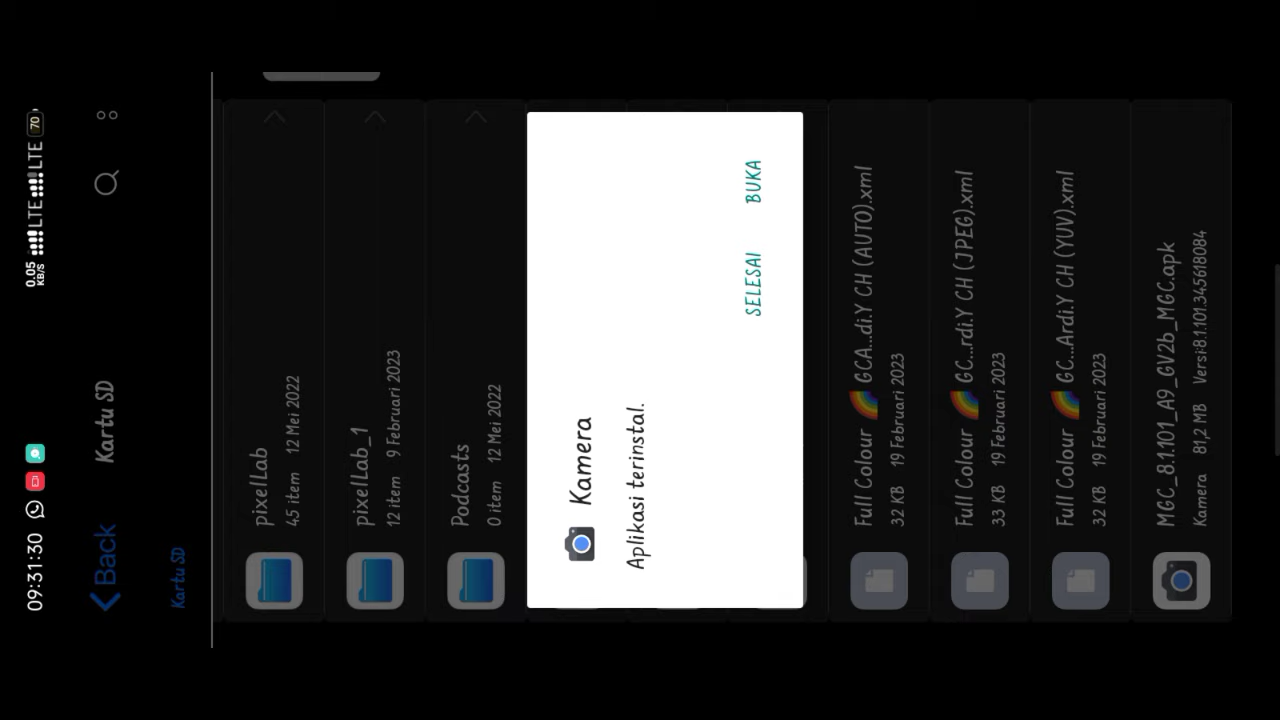 09:31:30
0.05
KB/S
LTE
LTE
70
Back
Kartu SD
Kartu SD
pixelLab
45 item 12 Mei 2022
pixelLab_1
12 item 9 Februari 2023
Podcasts
0 item 12 Mei 2022
Kamera
Aplikasi terinstal.
SELESAI BUKA
Full Colour 🌈 GCA...di.Y CH (AUTO).xml
32 KB 19 Februari 2023
Full Colour 🌈 GC...rdi.Y CH (JPEG).xml
33 KB 19 Februari 2023
Full Colour 🌈 GC...Ardi.Y CH (YUV).xml
32 KB 19 Februari 2023
MGC_8.1.101_A9_GV2b_MGC.apk
Kamera 81,2 MB Versi:8.1.101.345618084